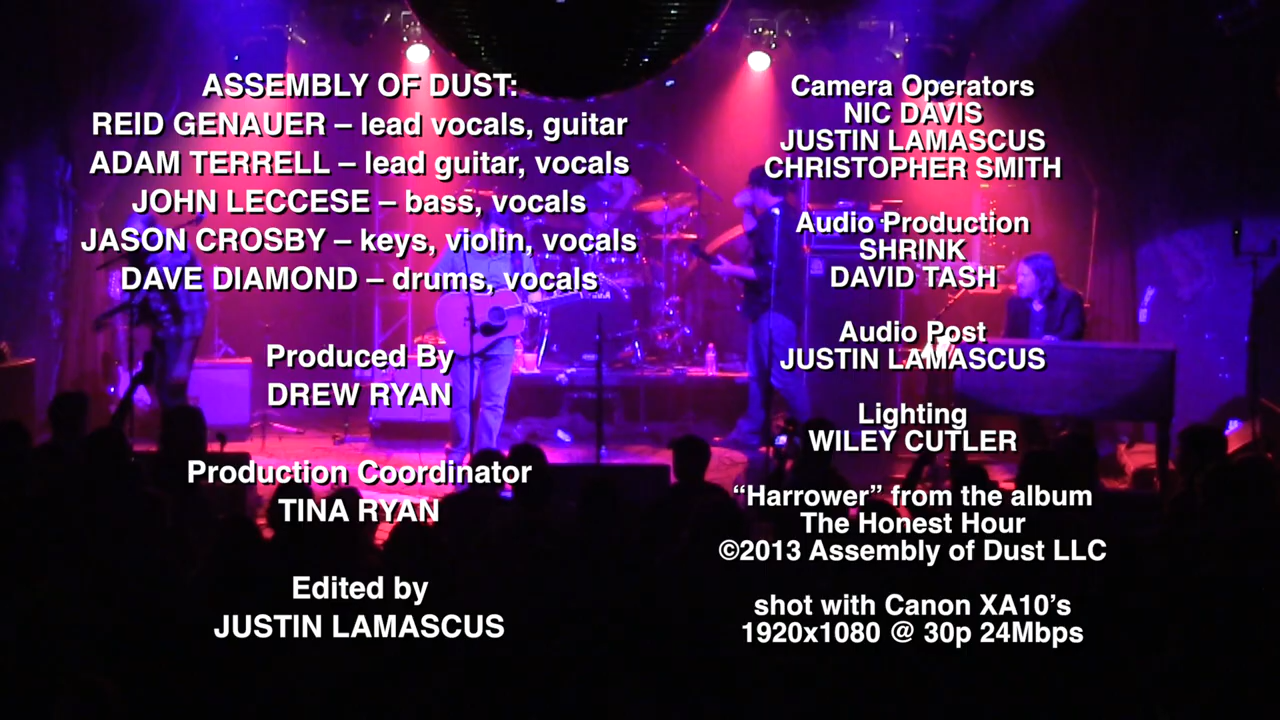 ASSEMBLY OF DUST:
REID GENAUER – lead vocals, guitar
ADAM TERRELL – lead guitar, vocals
JOHN LECCESE – bass, vocals
JASON CROSBY – keys, violin, vocals
DAVE DIAMOND – drums, vocals
Produced By
DREW RYAN
Production Coordinator
TINA RYAN
Edited by
JUSTIN LAMASCUS
Camera Operators
NIC DAVIS
JUSTIN LAMASCUS
CHRISTOPHER SMITH
Audio Production
SHRINK
DAVID TASH
Audio Post
JUSTIN LAMASCUS
Lighting
WILEY CUTLER
“Harrower” from the album
The Honest Hour
©2013 Assembly of Dust LLC
shot with Canon XA10’s
1920x1080 @ 30p 24Mbps